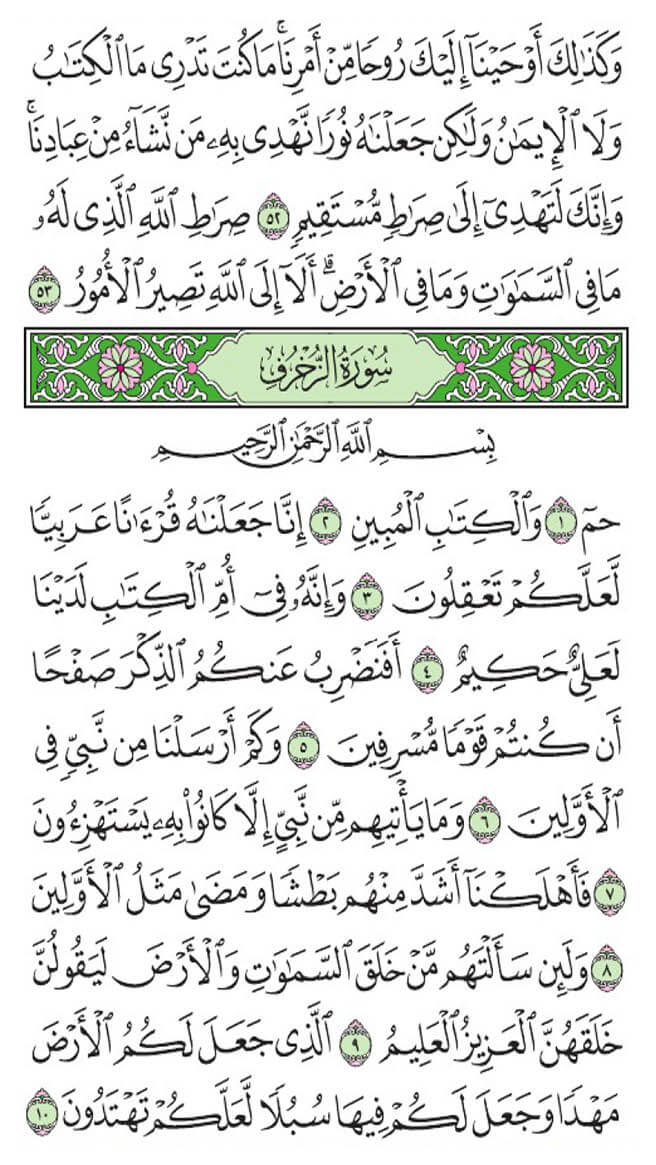 وَكَذَٰلِكَ أَوْحَيْنَآ إِلَيْكَ رُوحًا مِّنْ أَمْرِنَا ۚ مَا كُنتَ تَدْرِى مَا ٱلْكِتَٰبُ
وَلَا ٱلْإِيمَٰنُ وَلَٰكِن جَعَلْنَٰهُ نُورًا نَّهْدِى بِهِۦ مَن نَّشَآءُ مِنْ عِبَادِنَا ۚ
وَإِنَّكَ لَتَهْدِىٓ إِلَىٰ صِرَٰطٍ مُّسْتَقِيمٍ ٥٢ صِرَٰطِ ٱللَّهِ ٱلَّذِى لَهُۥ
مَا فِى ٱلسَّمَٰوَٰتِ وَمَا فِى ٱلْأَرْضِ ۗ أَلَآ إِلَى ٱللَّهِ تَصِيرُ ٱلْأُمُورُ ٥٣
سُورَةُ الزُّخْرُفِ
بِسْمِ ٱللَّهِ ٱلرَّحْمَٰنِ ٱلرَّحِيمِ
حمٓ ١ وَٱلْكِتَٰبِ ٱلْمُبِينِ ٢ إِنَّا جَعَلْنَٰهُ قُرْءَٰنًا عَرَبِيًّا
لَّعَلَّكُمْ تَعْقِلُونَ ٣ وَإِنَّهُۥ فِىٓ أُمِّ ٱلْكِتَٰبِ لَدَيْنَا
لَعَلِىٌّ حَكِيمٌ ٤ أَفَنَضْرِبُ عَنكُمُ ٱلذِّكْرَ صَفْحًا
أَن كُنتُمْ قَوْمًا مُّسْرِفِينَ ٥ وَكَمْ أَرْسَلْنَا مِن نَّبِىٍّ فِى
ٱلْأَوَّلِينَ ٦ وَمَا يَأْتِيهِم مِّن نَّبِىٍّ إِلَّا كَانُوا۟ بِهِۦ يَسْتَهْزِءُونَ
٧ فَأَهْلَكْنَآ أَشَدَّ مِنْهُم بَطْشًا وَمَضَىٰ مَثَلُ ٱلْأَوَّلِينَ
٨ وَلَئِن سَأَلْتَهُم مَّنْ خَلَقَ ٱلسَّمَٰوَٰتِ وَٱلْأَرْضَ لَيَقُولُنَّ
خَلَقَهُنَّ ٱلْعَزِيزُ ٱلْعَلِيمُ ٩ ٱلَّذِى جَعَلَ لَكُمُ ٱلْأَرْضَ
مَهْدًا وَجَعَلَ لَكُمْ فِيهَا سُبُلًا لَّعَلَّكُمْ تَهْتَدُونَ ١٠